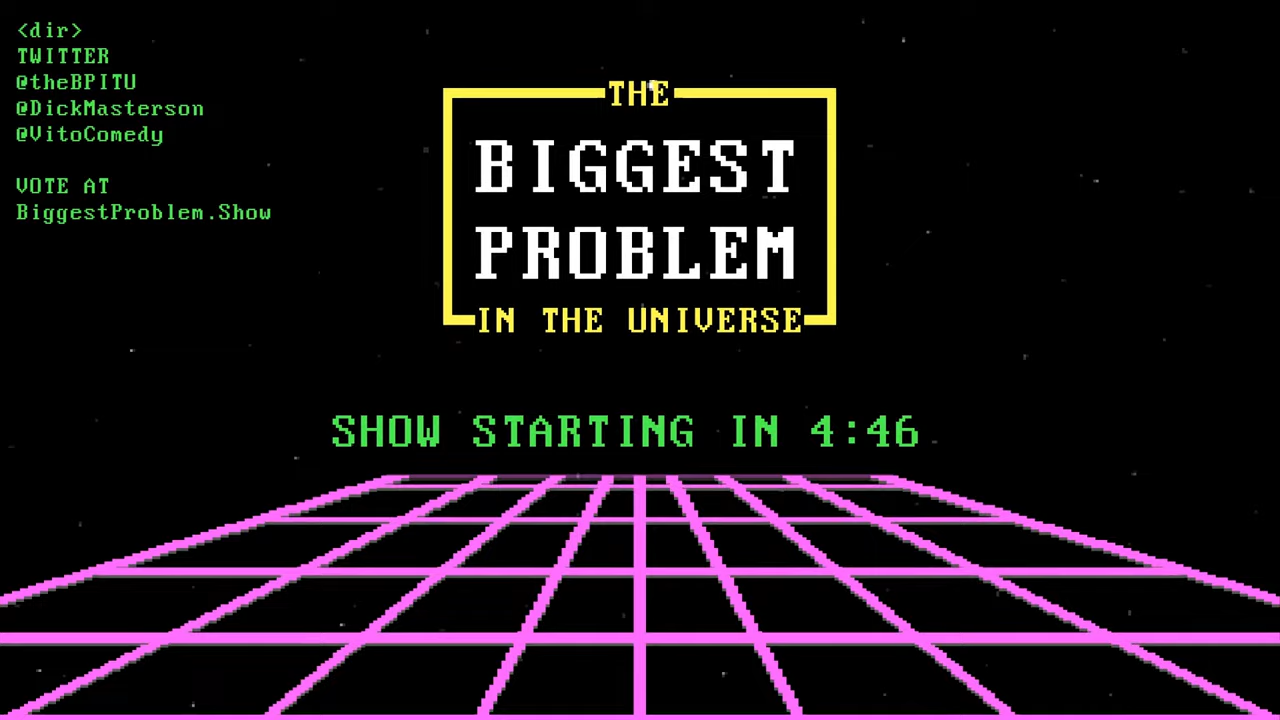 <dir>
TWITTER
@theBPITU
@DickMasterson
@VitoComedy
VOTE AT
BiggestProblem.Show
THE
BIGGEST
PROBLEM
IN THE UNIVERSE
SHOW STARTING IN 4:46